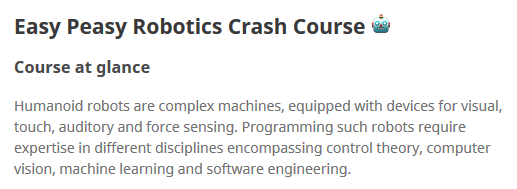 Easy Peasy Robotics Crash Course 🤖
Course at glance
Humanoid robots are complex machines, equipped with devices for visual,
touch, auditory and force sensing. Programming such robots require
expertise in different disciplines encompassing control theory, computer
vision, machine learning and software engineering.